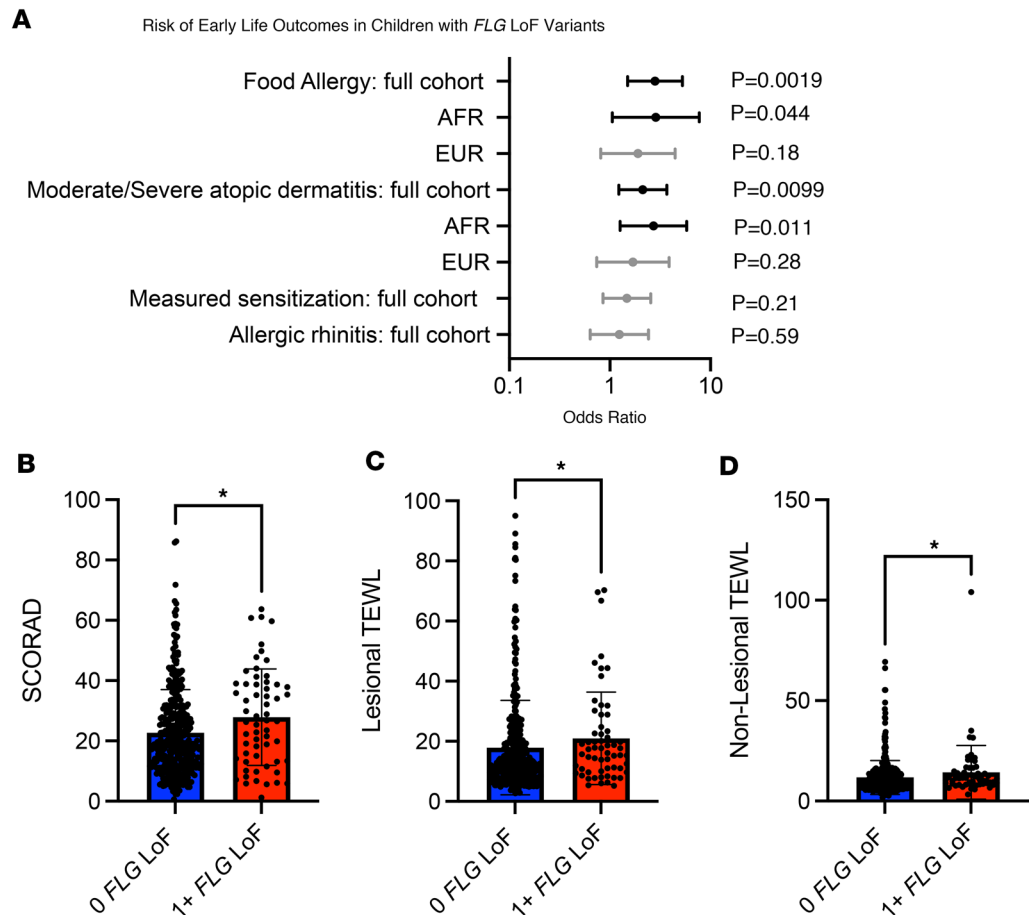 A
Risk of Early Life Outcomes in Children with FLG LoF Variants
Food Allergy: full cohort P=0.0019
AFR P=0.044
EUR P=0.18
Moderate/Severe atopic dermatitis: full cohort P=0.0099
AFR P=0.011
EUR P=0.28
Measured sensitization: full cohort P=0.21
Allergic rhinitis: full cohort P=0.59
0.1 1 10
Odds Ratio
B
SCORAD
100
80
60
40
20
0
*
0 FLG LoF
1+ FLG LoF
C
Lesional TEWL
100
80
60
40
20
0
*
0 FLG LoF
1+ FLG LoF
D
Non-Lesional TEWL
150
100
50
0
*
0 FLG LoF
1+ FLG LoF